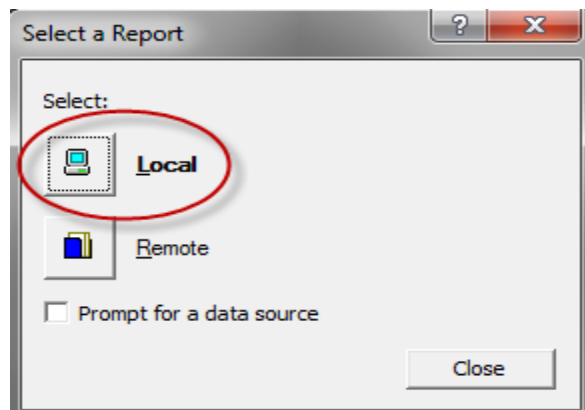 Select a Report
Select:
Local
Remote
Prompt for a data source
Close